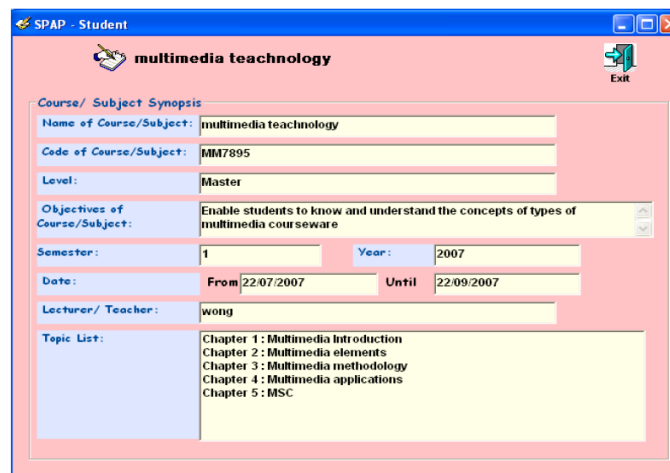 SPAP - Student
multimedia teachnology
Exit
Course/ Subject Synopsis
Name of Course/Subject: multimedia teachnology
Code of Course/Subject: MM7895
Level: Master
Objectives of Course/Subject: Enable students to know and understand the concepts of types of
multimedia courseware
Semester: 1 Year: 2007
Date: From 22/07/2007 Until 22/09/2007
Lecturer/ Teacher: wong
Topic List: Chapter 1 : Multimedia Introduction
Chapter 2 : Multimedia elements
Chapter 3 : Multimedia methodology
Chapter 4 : Multimedia applications
Chapter 5 : MSC